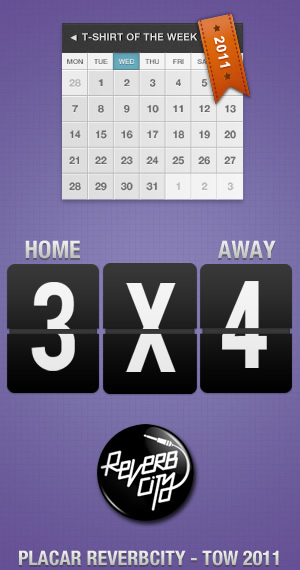 ◄ T-SHIRT OF THE WEEK
2011
MON TUE WED THU FRI SA
28 1 2 3 4 5
7 8 9 10 11 12 13
14 15 16 17 18 19 20
21 22 23 24 25 26 27
28 29 30 31 1 2 3
HOME AWAY
3 X 4
REVERB
CITY
PLACAR REVERBCITY - TOW 2011